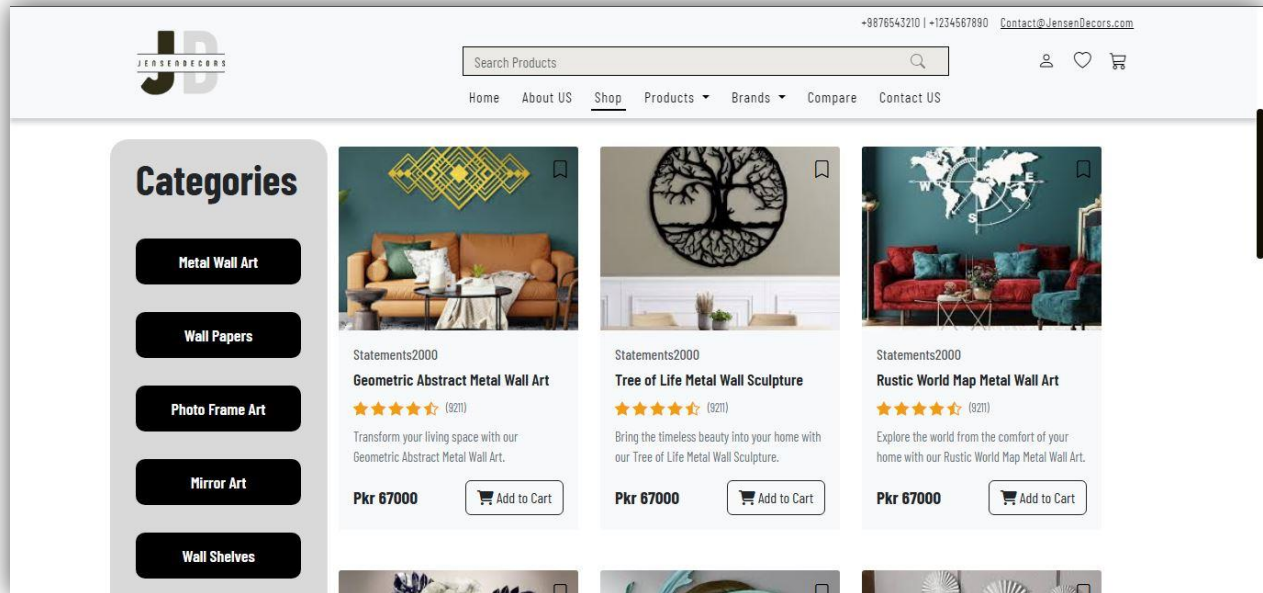 +9876543210 | +1234567890 Contact@JensenDecors.com
JD
JENSENDECORS
Search Products
Home About US Shop Products Brands Compare Contact US
Categories
Metal Wall Art
Wall Papers
Photo Frame Art
Mirror Art
Wall Shelves
W E
S
Statements2000
Geometric Abstract Metal Wall Art
(9211)
Transform your living space with our
Geometric Abstract Metal Wall Art.
Pkr 67000 Add to Cart
Statements2000
Tree of Life Metal Wall Sculpture
(9211)
Bring the timeless beauty into your home with
our Tree of Life Metal Wall Sculpture.
Pkr 67000 Add to Cart
Statements2000
Rustic World Map Metal Wall Art
(9211)
Explore the world from the comfort of your
home with our Rustic World Map Metal Wall Art.
Pkr 67000 Add to Cart